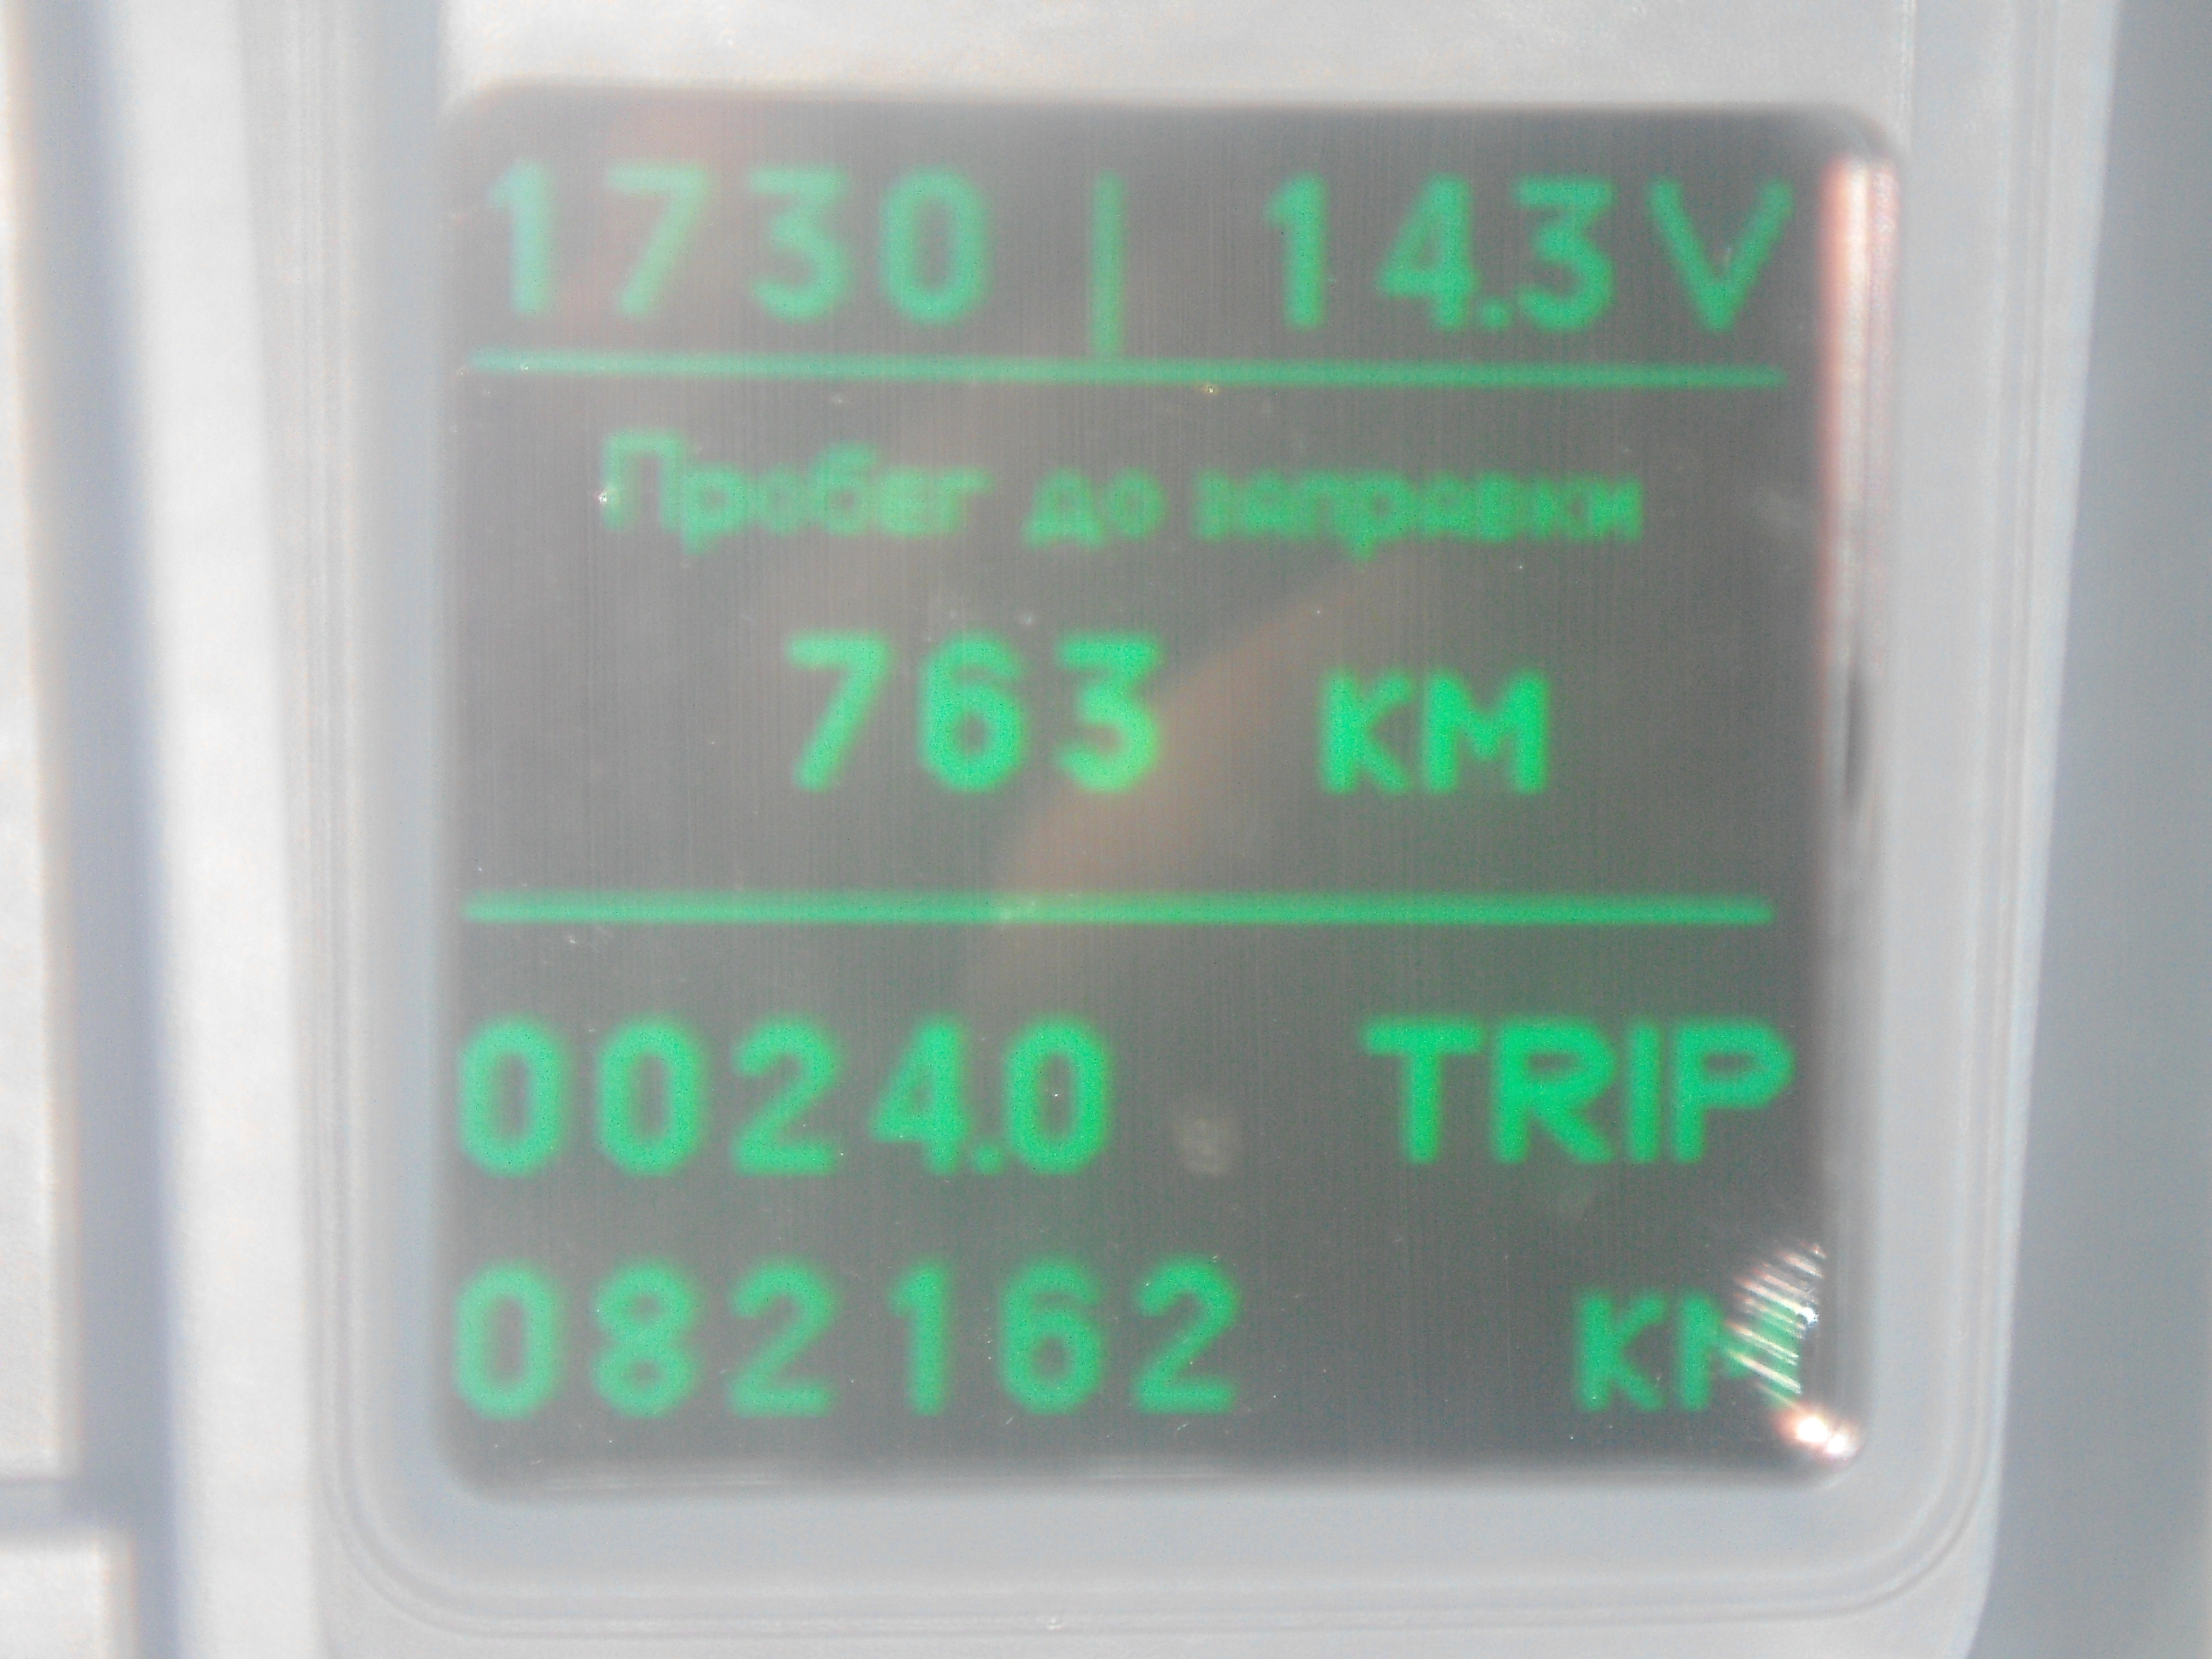 1730 | 14.3V
Пробег до заправки
763 км
0024.0 TRIP
082162 км